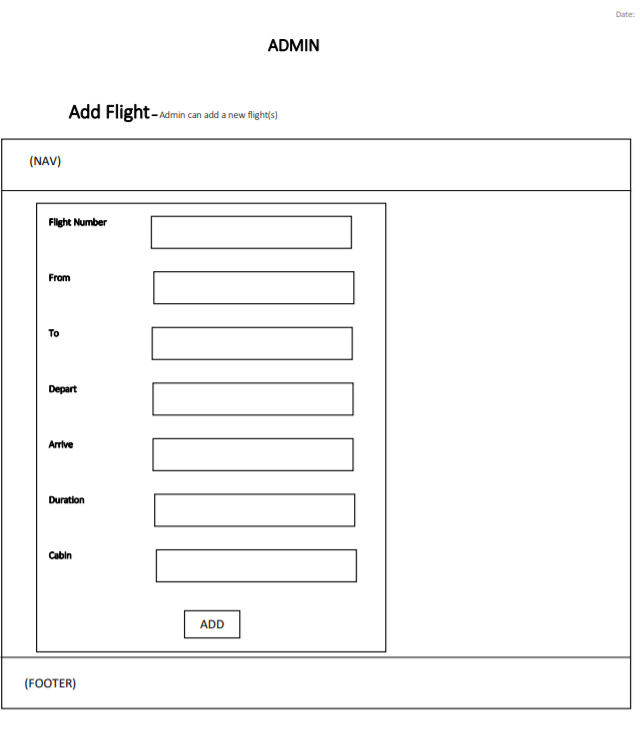 Date:
ADMIN
Add Flight – Admin can add a new flight(s)
(NAV)
Flight Number
From
To
Depart
Arrive
Duration
Cabin
ADD
(FOOTER)